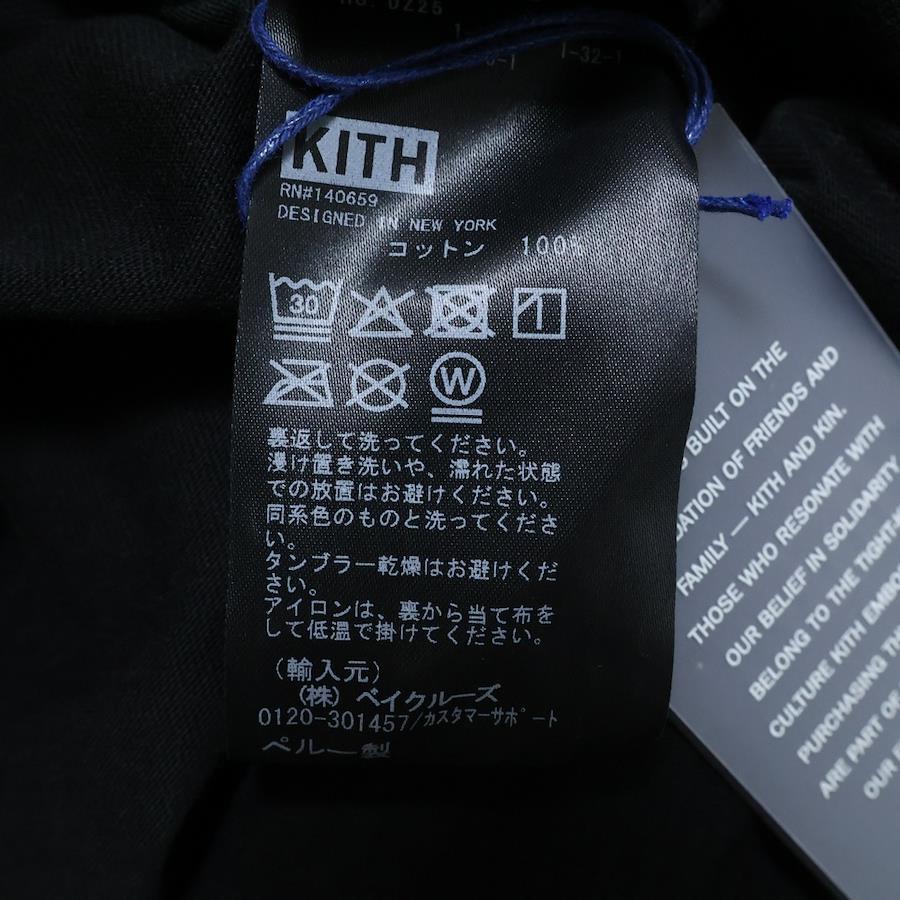 NO. 0225
1-32-1
KITH
RN#140659
DESIGNED IN NEW YORK
コットン 100%
30
W
裏返して洗ってください。
浸け置き洗いや、濡れた状態
での放置はお避けください。
同系色のものと洗ってくださ
い。
タンブラー乾燥はお避けくだ
さい。
アイロンは、裏から当て布を
して低温で掛けてください。
(輸入元)
(株) ベイクルーズ
0120-301457/カスタマーサポート
ペルー製
BUILT ON THE
OF FRIENDS AND
FAMILY — KITH AND KIN.
THOSE WHO RESONATE WITH
OUR BELIEF IN SOLIDARITY
BELONG TO THE
CULTURE KITH
PURCHASING
ARE PART OF
OUR